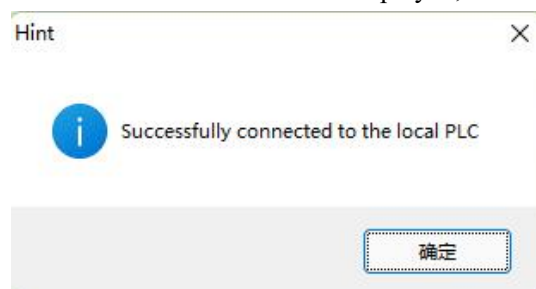 Hint
Successfully connected to the local PLC
确定